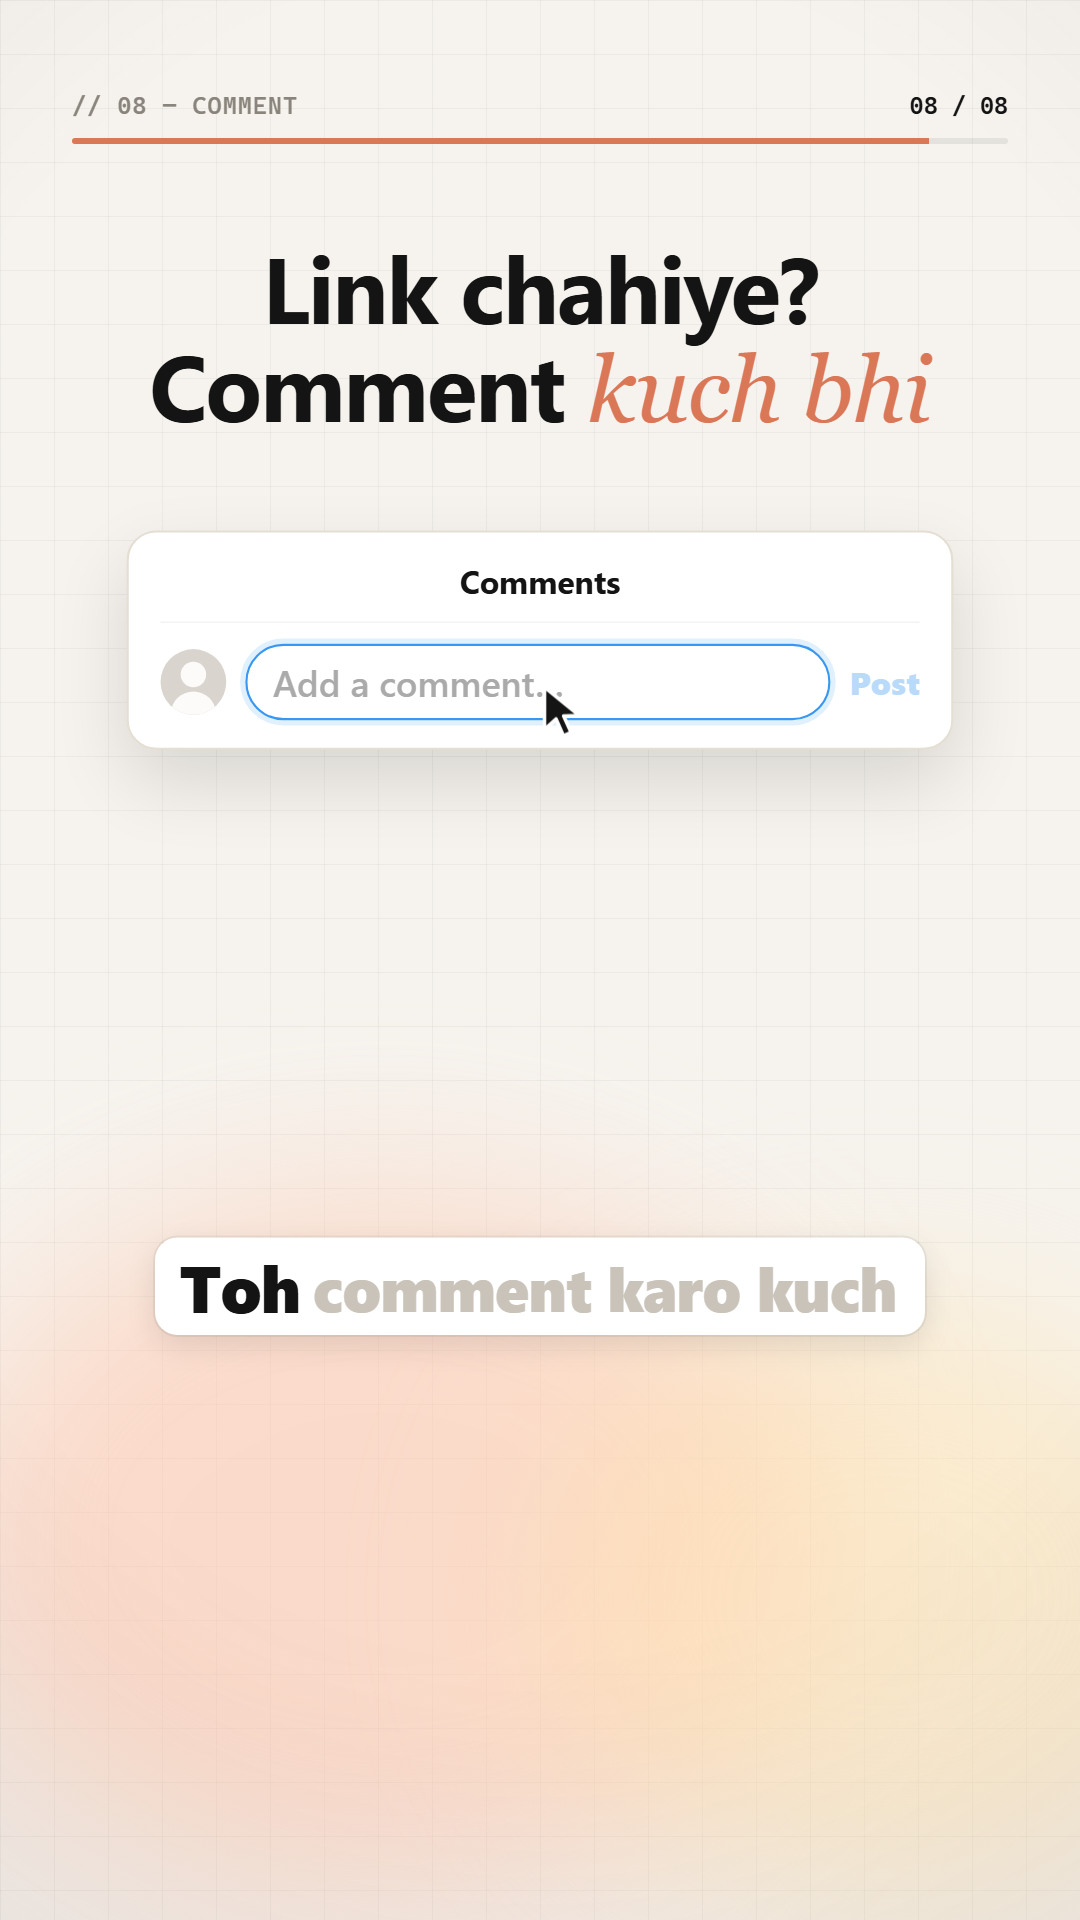 // 08 – COMMENT
08 / 08
Link chahiye?
Comment kuch bhi
Comments
Add a comment...
Post
Toh comment karo kuch